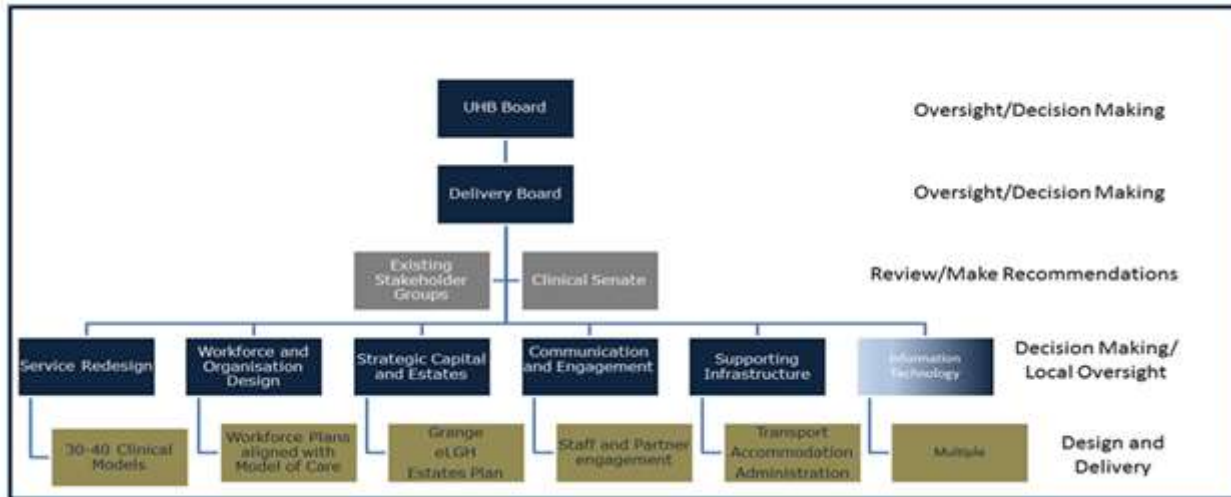 UHB Board
Oversight/Decision Making
Delivery Board
Oversight/Decision Making
Existing
Stakeholder
Groups
Clinical Senate
Review/Make Recommendations
Service Redesign
Workforce and
Organisation
Design
Strategic Capital
and Estates
Communication
and Engagement
Supporting
Infrastructure
Information
Technology
Decision Making/
Local Oversight
30-40 Clinical
Models
Workforce Plans
aligned with
Model of Care
Grange
eLGH
Estates Plan
Staff and Partner
engagement
Transport
Accommodation
Administration
Multiple
Design and
Delivery